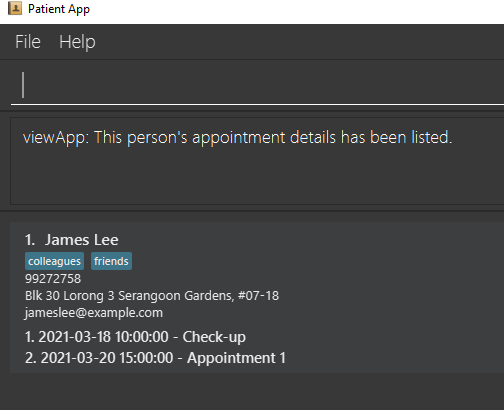 Patient App
File Help
viewApp: This person's appointment details has been listed.
1. James Lee
colleagues friends
99272758
Blk 30 Lorong 3 Serangoon Gardens, #07-18
jameslee@example.com
1. 2021-03-18 10:00:00 - Check-up
2. 2021-03-20 15:00:00 - Appointment 1